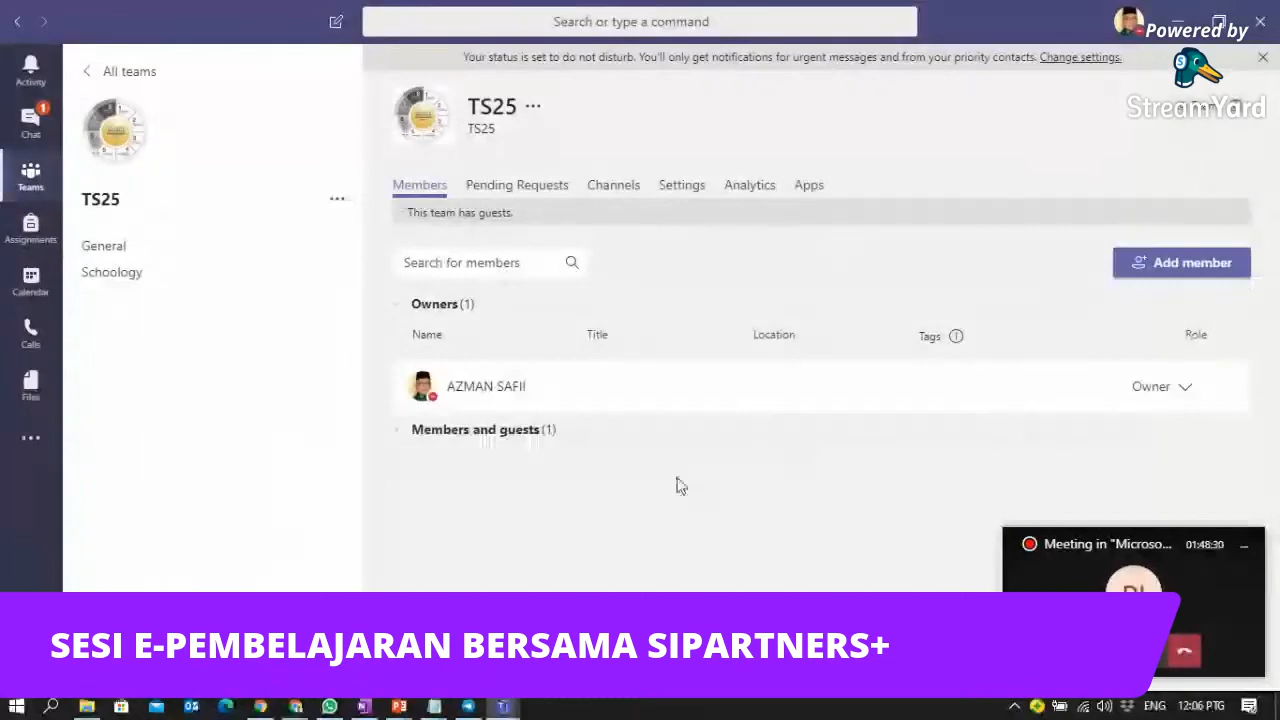 Search or type a command
Powered by
StreamYard
Your status is set to do not disturb. You'll only get notifications for urgent messages and from your priority contacts. Change settings.
Activity
Chat
1
Teams
Assignments
Calendar
Calls
Files
All teams
TS25
General
Schoology
TS25
TS25
Members Pending Requests Channels Settings Analytics Apps
This team has guests.
Search for members
Add member
Owners (1)
Name Title Location Tags Role
AZMAN SAFII Owner
Members and guests (1)
Meeting in "Microso... 01:48:30
SESI E-PEMBELAJARAN BERSAMA SIPARTNERS+
ENG 12:06 PTG